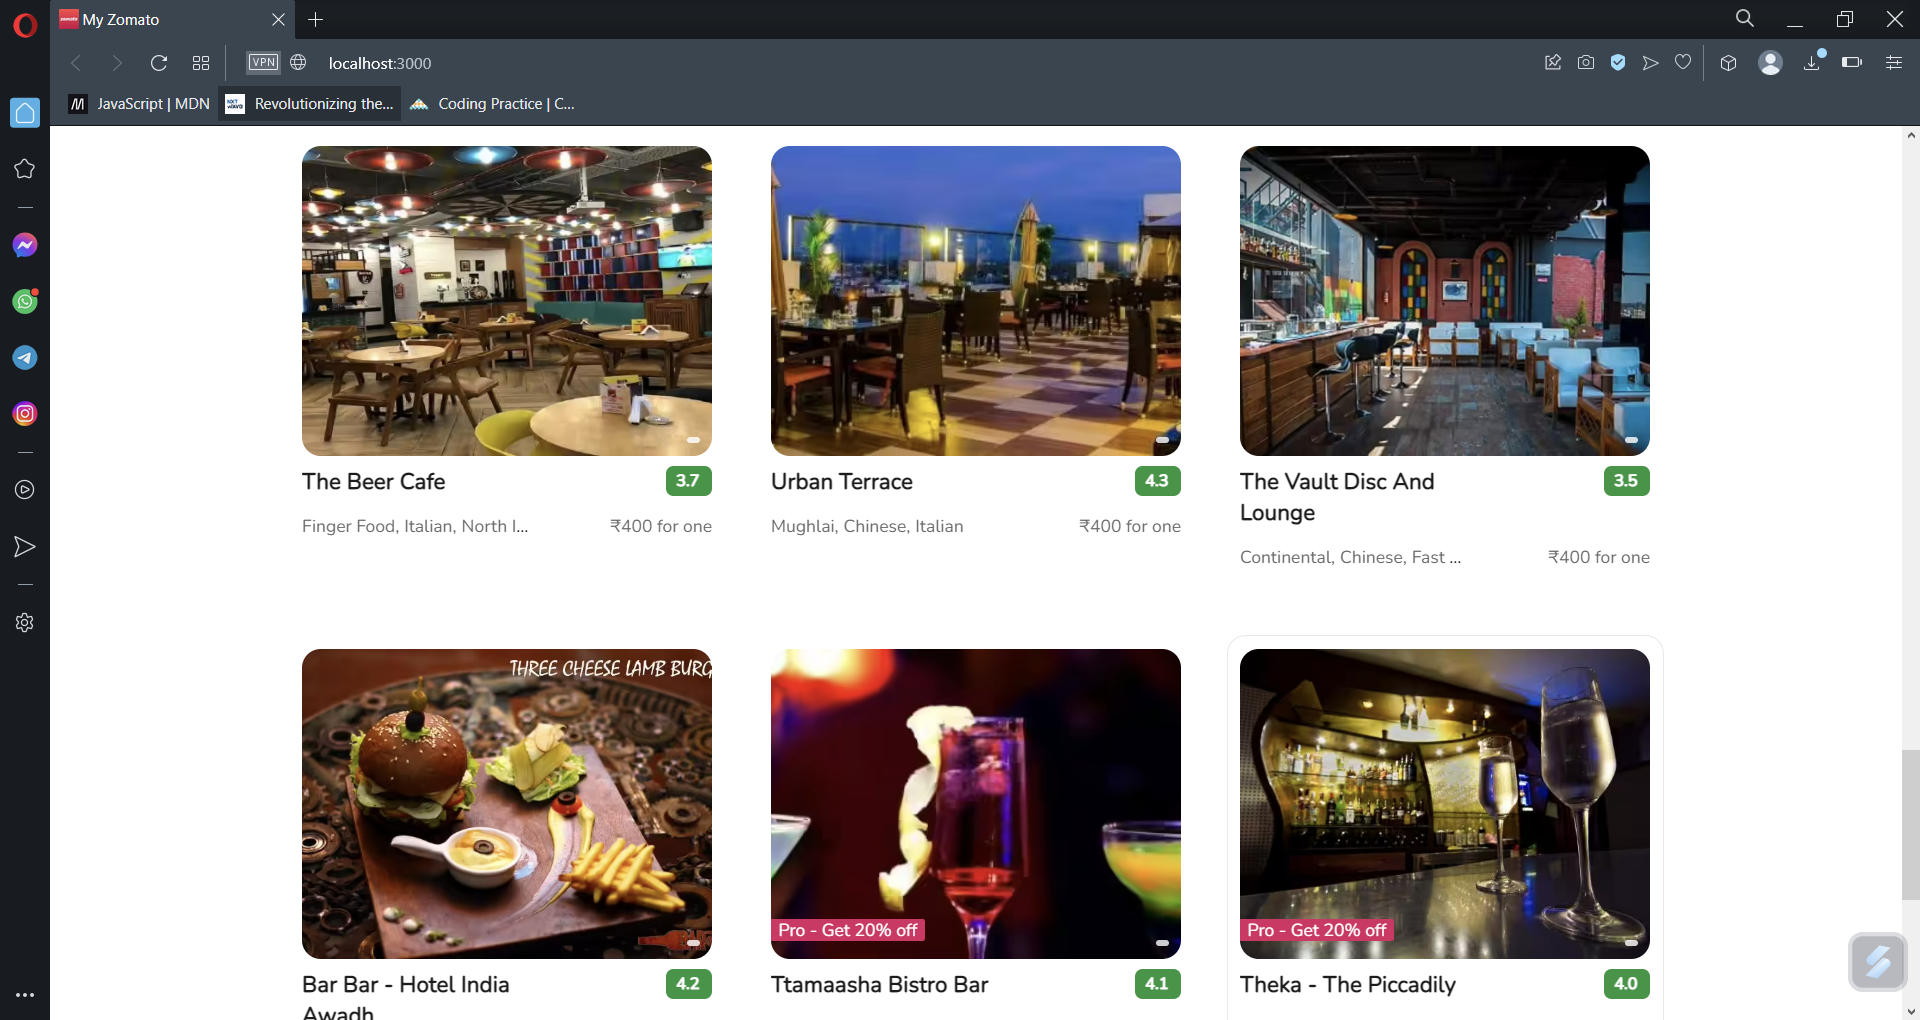 My Zomato
VPN
localhost:3000
JavaScript | MDN
Revolutionizing the...
Coding Practice | C...
The Beer Cafe
3.7
Finger Food, Italian, North I...
₹400 for one
Urban Terrace
4.3
Mughlai, Chinese, Italian
₹400 for one
The Vault Disc And
Lounge
3.5
Continental, Chinese, Fast ...
₹400 for one
THREE CHEESE LAMB BURG
Bar Bar - Hotel India
Awadh
4.2
Pro - Get 20% off
Ttamaasha Bistro Bar
4.1
Pro - Get 20% off
Theka - The Piccadily
4.0